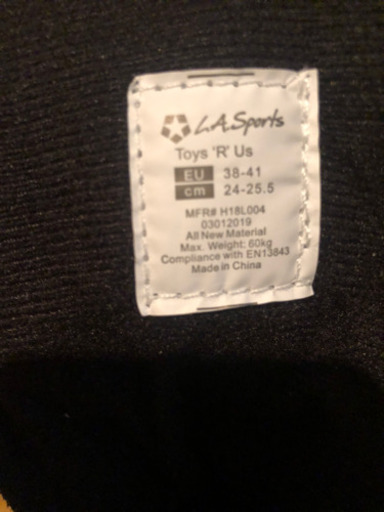 L.A.Sports
Toys 'R' Us
EU 38-41
cm 24-25.5
MFR# H18L004
03012019
All New Material
Max. Weight: 60kg
Compliance with EN13843
Made in China